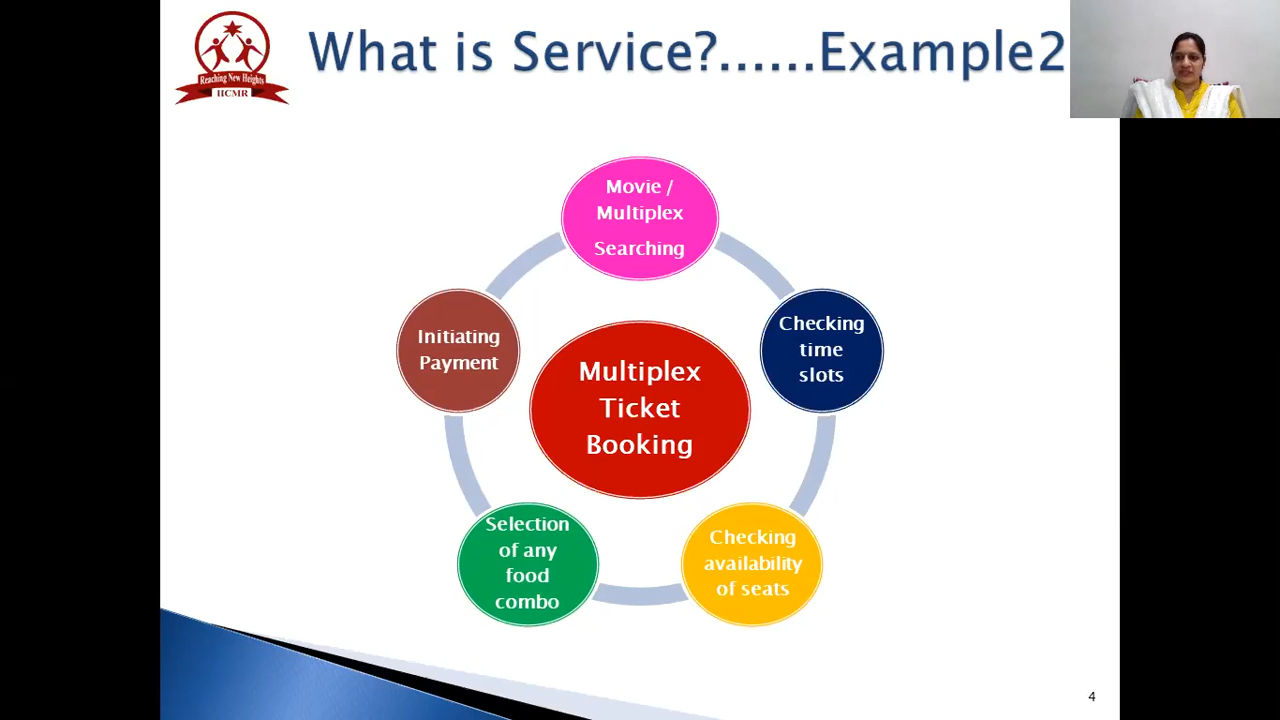 What is Service?......Example2
Reaching New Heights
IICMR
Movie /
Multiplex
Searching
Checking
time
slots
Initiating
Payment
Multiplex
Ticket
Booking
Selection
of any
food
combo
Checking
availability
of seats
4